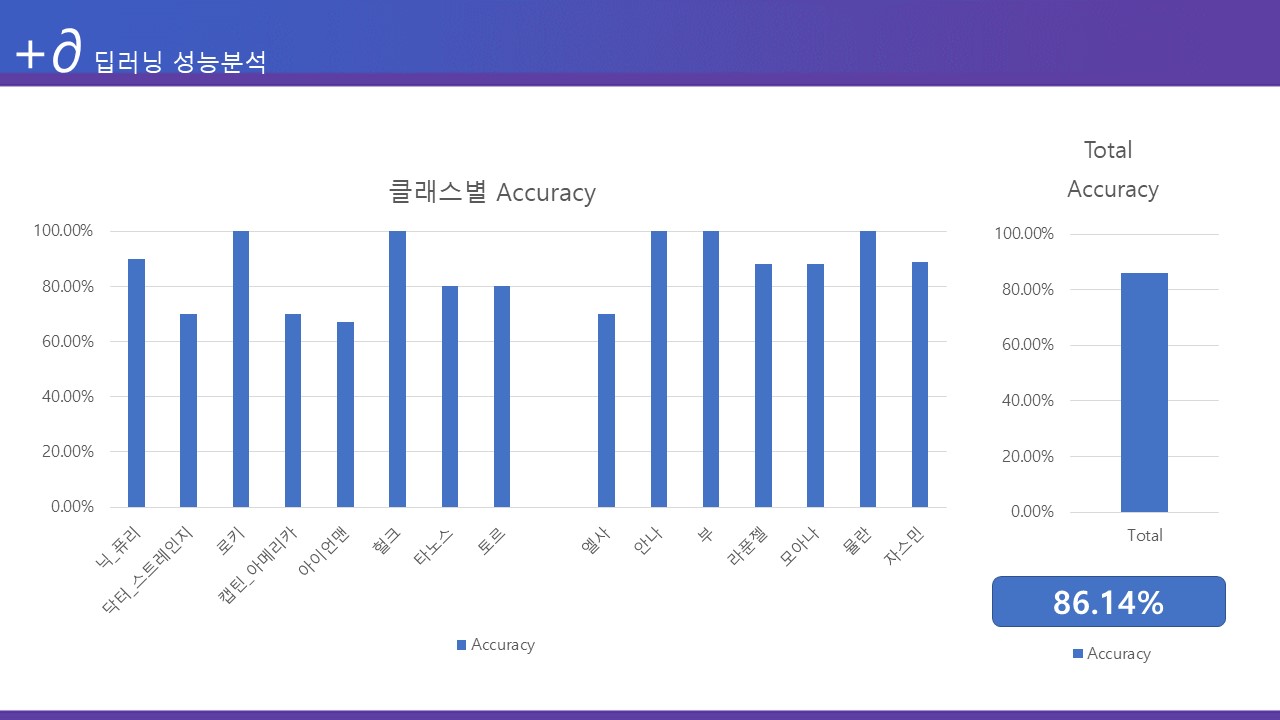 +∂ 딥러닝 성능분석
클래스별 Accuracy
100.00%
80.00%
60.00%
40.00%
20.00%
0.00%
닉_퓨리
닥터_스트레인지
로키
캡틴_아메리카
아이언맨
헐크
타노스
토르
엘사
안나
부
라푼젤
모아나
뮬란
자스민
Accuracy
Total
Accuracy
100.00%
80.00%
60.00%
40.00%
20.00%
0.00%
Total
86.14%
Accuracy